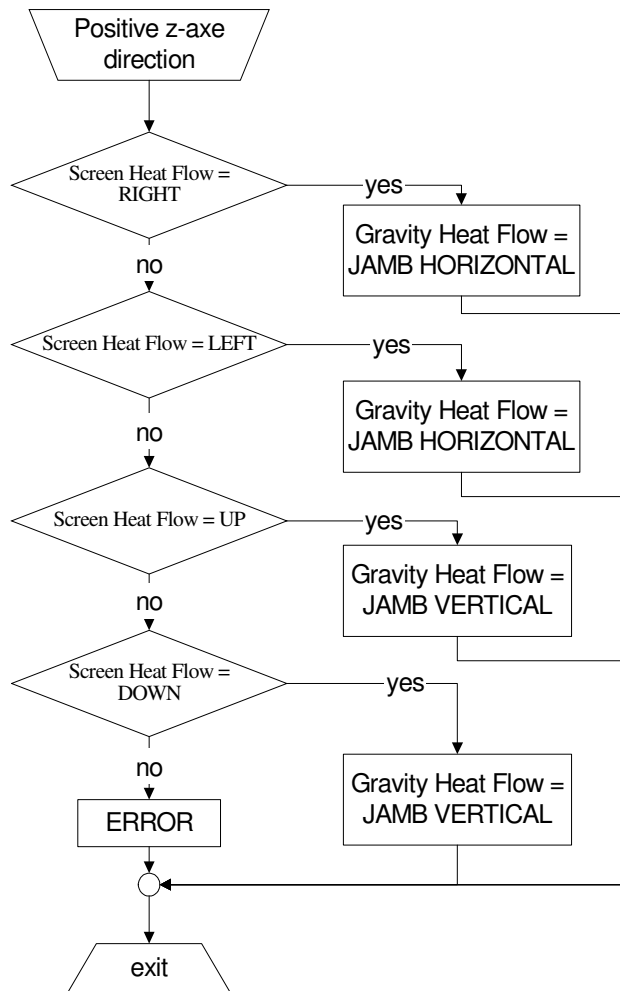 Positive z-axe
direction
Screen Heat Flow =
RIGHT
yes
Gravity Heat Flow =
JAMB HORIZONTAL
no
Screen Heat Flow = LEFT
yes
Gravity Heat Flow =
JAMB HORIZONTAL
no
Screen Heat Flow = UP
yes
Gravity Heat Flow =
JAMB VERTICAL
no
Screen Heat Flow =
DOWN
yes
Gravity Heat Flow =
JAMB VERTICAL
no
ERROR
exit